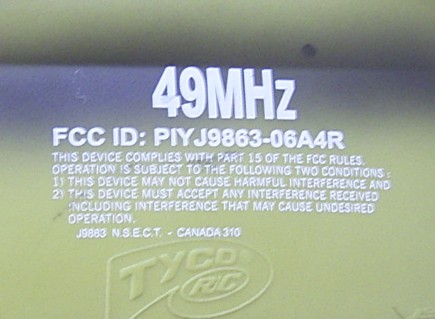 49MHz
FCC ID: PIYJ9863-06A4R
THIS DEVICE COMPLIES WITH PART 15 OF THE FCC RULES.
OPERATION IS SUBJECT TO THE FOLLOWING TWO CONDITIONS :
1) THIS DEVICE MAY NOT CAUSE HARMFUL INTERFERENCE AND
2) THIS DEVICE MUST ACCEPT ANY INTERFERENCE RECEIVED
INCLUDING INTERFERENCE THAT MAY CAUSE UNDESIRED
OPERATION.
J9863 N.S.E.C.T. - CANADA 310
TYCO
R/C